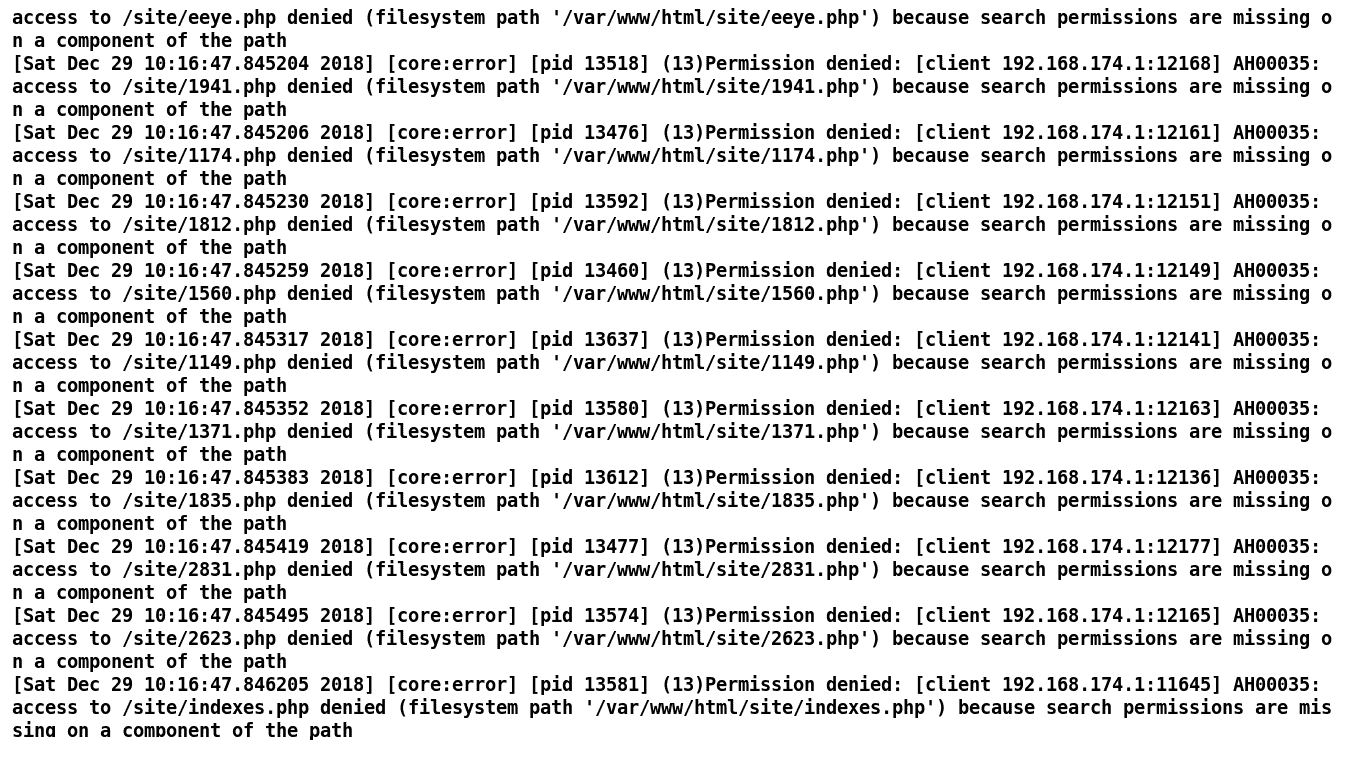 access to /site/eeye.php denied (filesystem path '/var/www/html/site/eeye.php') because search permissions are missing o
n a component of the path
[Sat Dec 29 10:16:47.845204 2018] [core:error] [pid 13518] (13)Permission denied: [client 192.168.174.1:12168] AH00035:
access to /site/1941.php denied (filesystem path '/var/www/html/site/1941.php') because search permissions are missing o
n a component of the path
[Sat Dec 29 10:16:47.845206 2018] [core:error] [pid 13476] (13)Permission denied: [client 192.168.174.1:12161] AH00035:
access to /site/1174.php denied (filesystem path '/var/www/html/site/1174.php') because search permissions are missing o
n a component of the path
[Sat Dec 29 10:16:47.845230 2018] [core:error] [pid 13592] (13)Permission denied: [client 192.168.174.1:12151] AH00035:
access to /site/1812.php denied (filesystem path '/var/www/html/site/1812.php') because search permissions are missing o
n a component of the path
[Sat Dec 29 10:16:47.845259 2018] [core:error] [pid 13460] (13)Permission denied: [client 192.168.174.1:12149] AH00035:
access to /site/1560.php denied (filesystem path '/var/www/html/site/1560.php') because search permissions are missing o
n a component of the path
[Sat Dec 29 10:16:47.845317 2018] [core:error] [pid 13637] (13)Permission denied: [client 192.168.174.1:12141] AH00035:
access to /site/1149.php denied (filesystem path '/var/www/html/site/1149.php') because search permissions are missing o
n a component of the path
[Sat Dec 29 10:16:47.845352 2018] [core:error] [pid 13580] (13)Permission denied: [client 192.168.174.1:12163] AH00035:
access to /site/1371.php denied (filesystem path '/var/www/html/site/1371.php') because search permissions are missing o
n a component of the path
[Sat Dec 29 10:16:47.845383 2018] [core:error] [pid 13612] (13)Permission denied: [client 192.168.174.1:12136] AH00035:
access to /site/1835.php denied (filesystem path '/var/www/html/site/1835.php') because search permissions are missing o
n a component of the path
[Sat Dec 29 10:16:47.845419 2018] [core:error] [pid 13477] (13)Permission denied: [client 192.168.174.1:12177] AH00035:
access to /site/2831.php denied (filesystem path '/var/www/html/site/2831.php') because search permissions are missing o
n a component of the path
[Sat Dec 29 10:16:47.845495 2018] [core:error] [pid 13574] (13)Permission denied: [client 192.168.174.1:12165] AH00035:
access to /site/2623.php denied (filesystem path '/var/www/html/site/2623.php') because search permissions are missing o
n a component of the path
[Sat Dec 29 10:16:47.846205 2018] [core:error] [pid 13581] (13)Permission denied: [client 192.168.174.1:11645] AH00035:
access to /site/indexes.php denied (filesystem path '/var/www/html/site/indexes.php') because search permissions are mis
sing on a component of the path